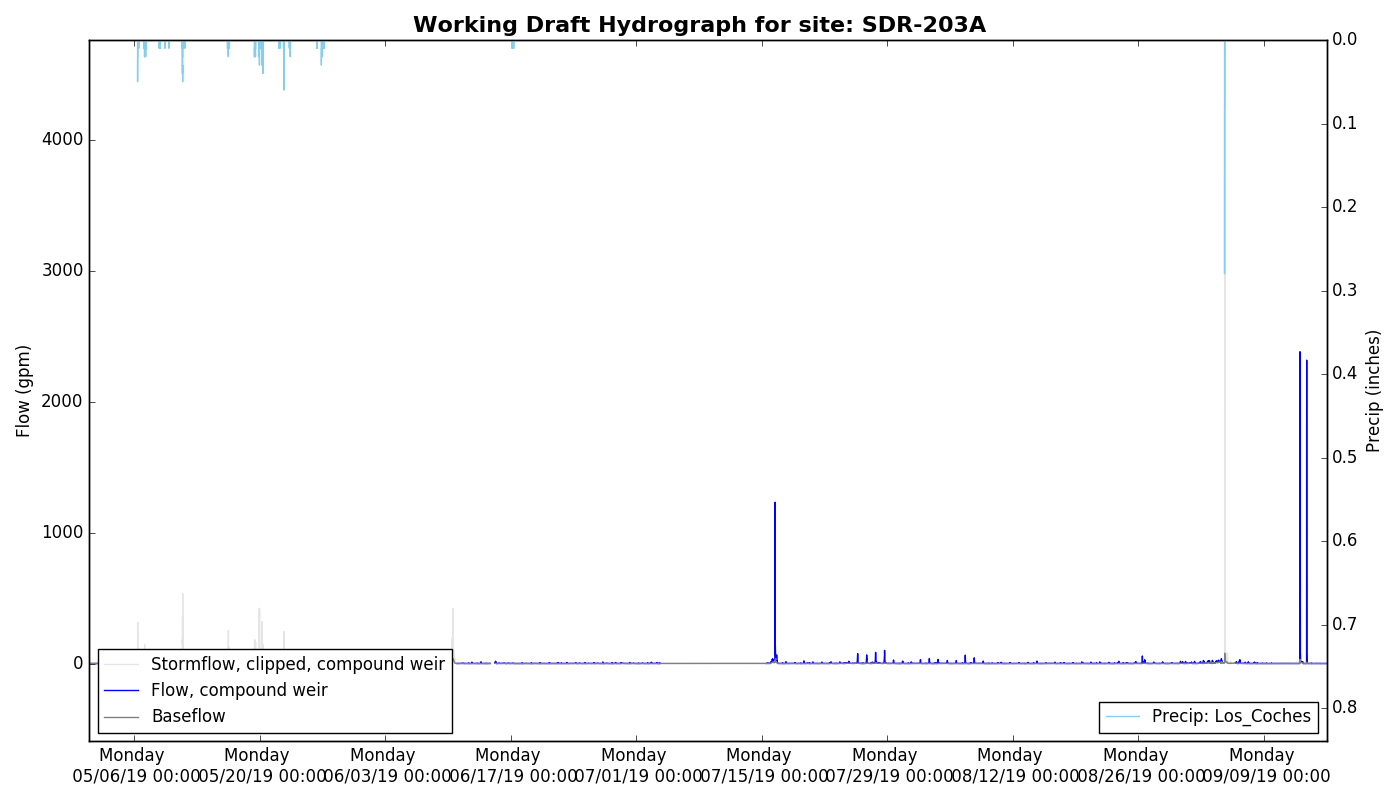 Working Draft Hydrograph for site: SDR-203A
Flow (gpm)
4000
3000
2000
1000
0
0.0
0.1
0.2
0.3
0.4
0.5
0.6
0.7
0.8
Precip (inches)
Stormflow, clipped, compound weir
Flow, compound weir
Baseflow
Precip: Los_Coches
Monday Monday Monday Monday Monday Monday Monday Monday Monday Monday
05/06/19 00:00 05/20/19 00:00 06/03/19 00:00 06/17/19 00:00 07/01/19 00:00 07/15/19 00:00 07/29/19 00:00 08/12/19 00:00 08/26/19 00:00 09/09/19 00:00